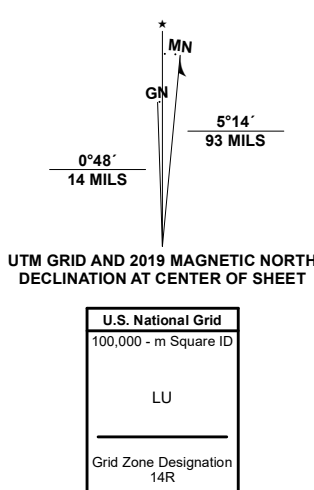 ★
MN
GN
5°14´
93 MILS
0°48´
14 MILS
UTM GRID AND 2019 MAGNETIC NORTH
DECLINATION AT CENTER OF SHEET
U.S. National Grid
100,000 - m Square ID
LU
Grid Zone Designation
14R